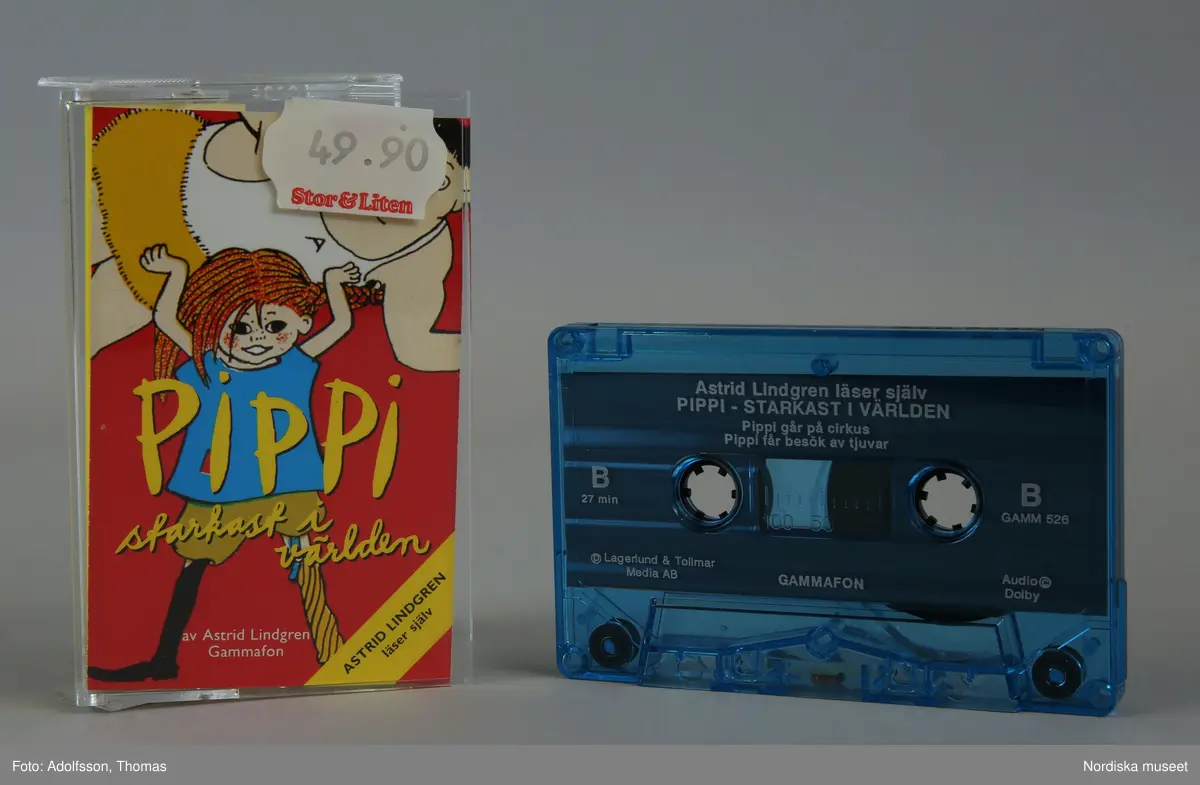 49.90
Stor&Liten
PiPPi
starkast i
världen
ASTRID LINDGREN
läser själv
av Astrid Lindgren
Gammafon
Astrid Lindgren läser själv
PIPPI - STARKAST I VÄRLDEN
Pippi går på cirkus
Pippi får besök av tjuvar
B
27 min
100 50
B
GAMM 526
© Lagerlund & Tollmar
Media AB
GAMMAFON
Audio
Dolby
Foto: Adolfsson, Thomas
Nordiska museet